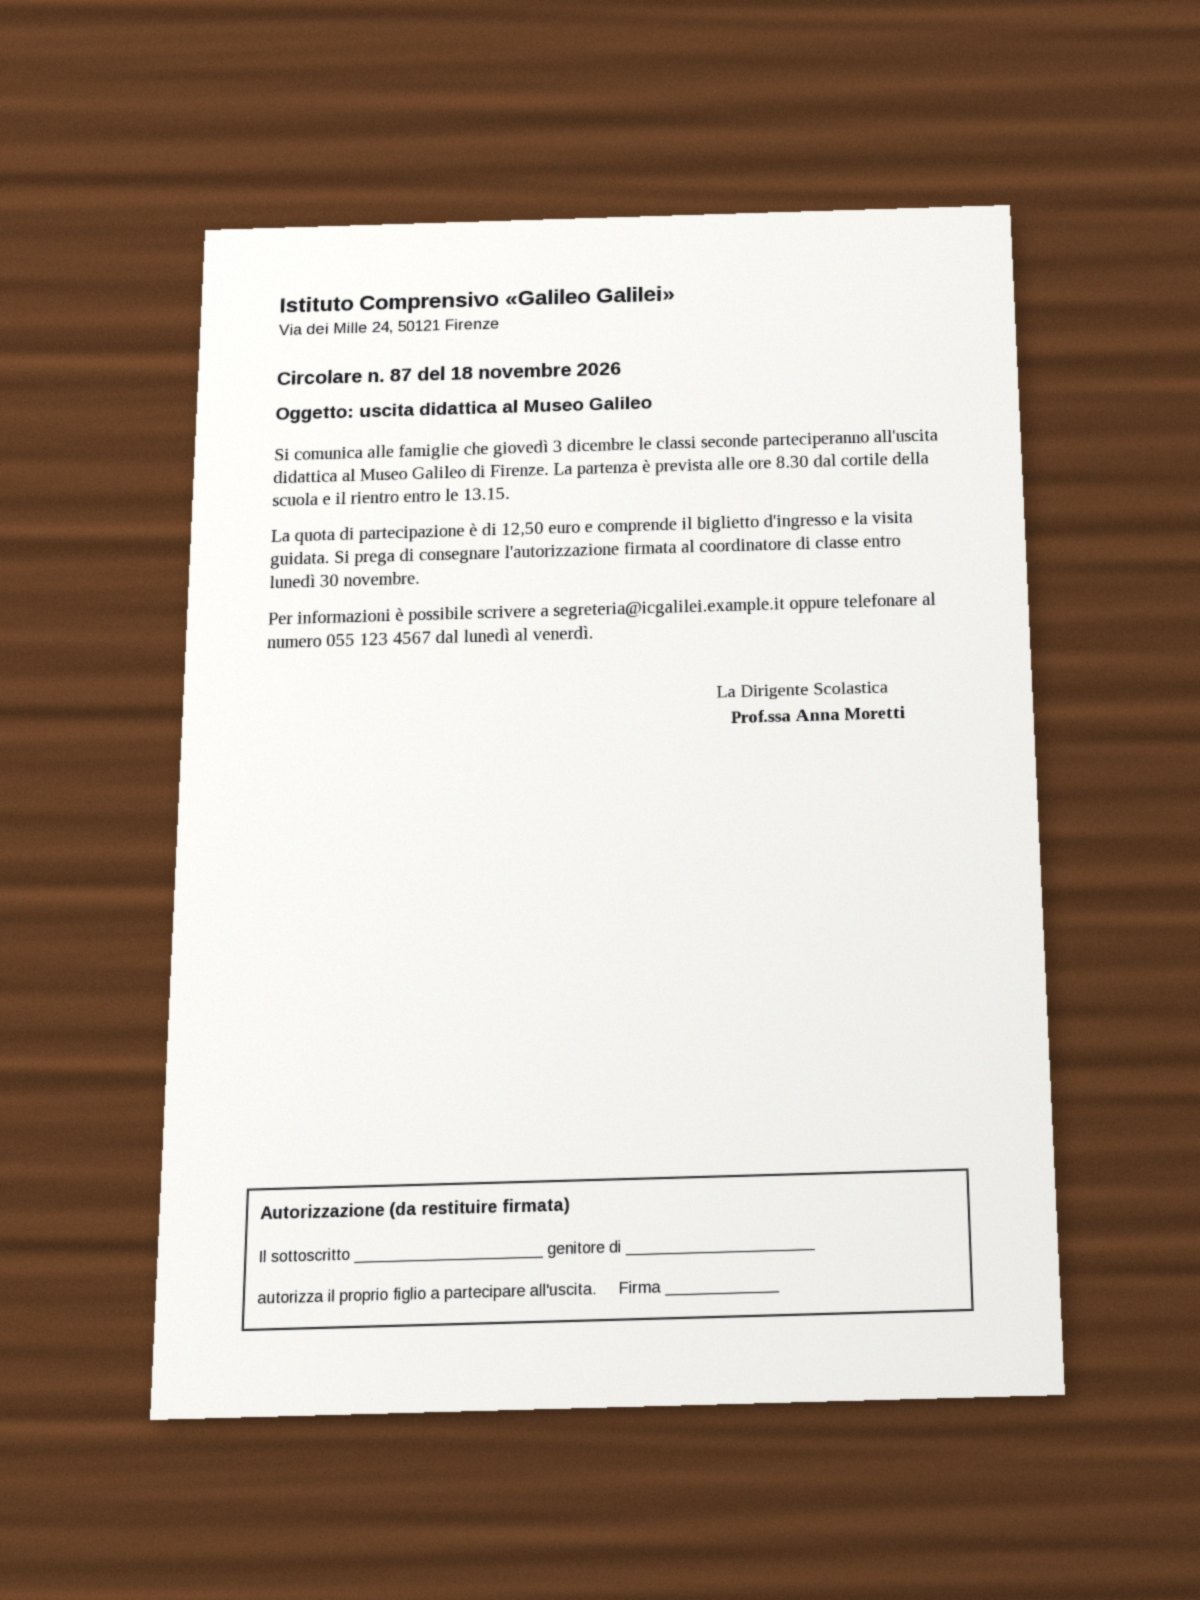 Istituto Comprensivo «Galileo Galilei»
Via dei Mille 24, 50121 Firenze
Circolare n. 87 del 18 novembre 2026
Oggetto: uscita didattica al Museo Galileo
Si comunica alle famiglie che giovedì 3 dicembre le classi seconde parteciperanno all'uscita
didattica al Museo Galileo di Firenze. La partenza è prevista alle ore 8.30 dal cortile della
scuola e il rientro entro le 13.15.
La quota di partecipazione è di 12,50 euro e comprende il biglietto d'ingresso e la visita
guidata. Si prega di consegnare l'autorizzazione firmata al coordinatore di classe entro
lunedì 30 novembre.
Per informazioni è possibile scrivere a segreteria@icgalilei.example.it oppure telefonare al
numero 055 123 4567 dal lunedì al venerdì.
La Dirigente Scolastica
Prof.ssa Anna Moretti
Autorizzazione (da restituire firmata)
Il sottoscritto ____________________ genitore di ____________________
autorizza il proprio figlio a partecipare all'uscita. Firma ____________